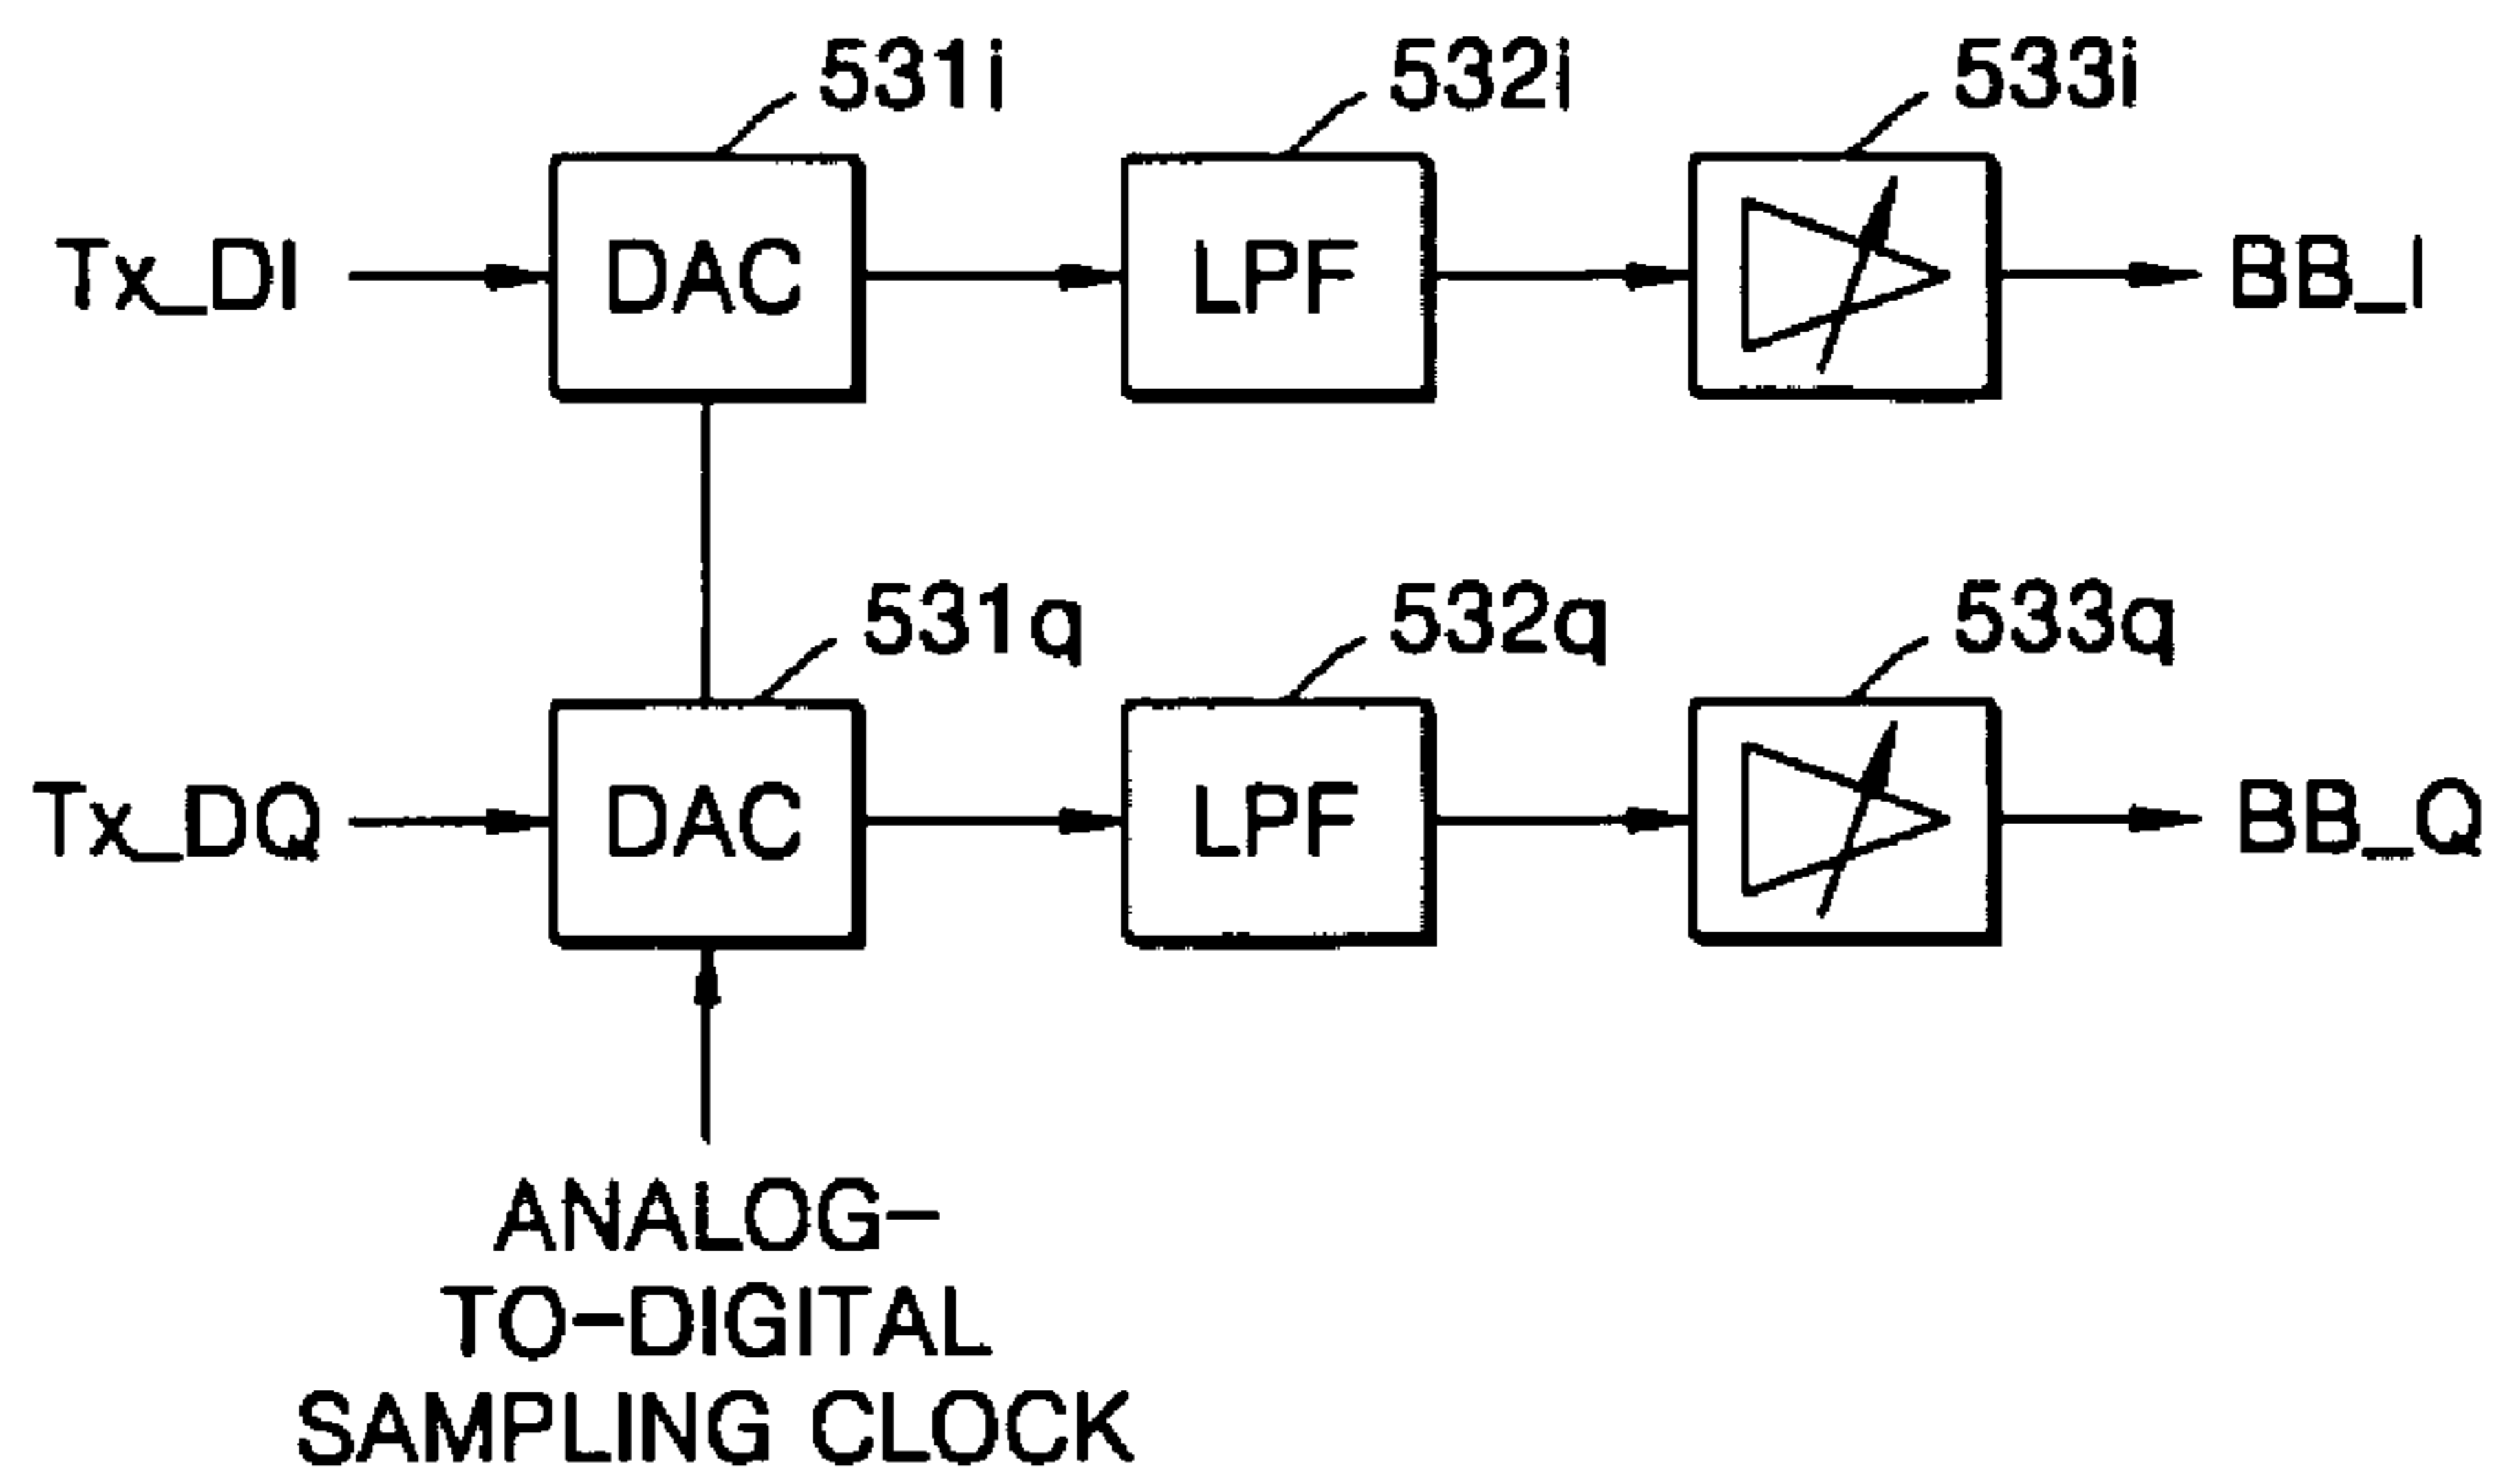 531i 532i 533i
Tx_DI DAC LPF BB_I
531q 532q 533q
Tx_DQ DAC LPF BB_Q
ANALOG-
TO-DIGITAL
SAMPLING CLOCK